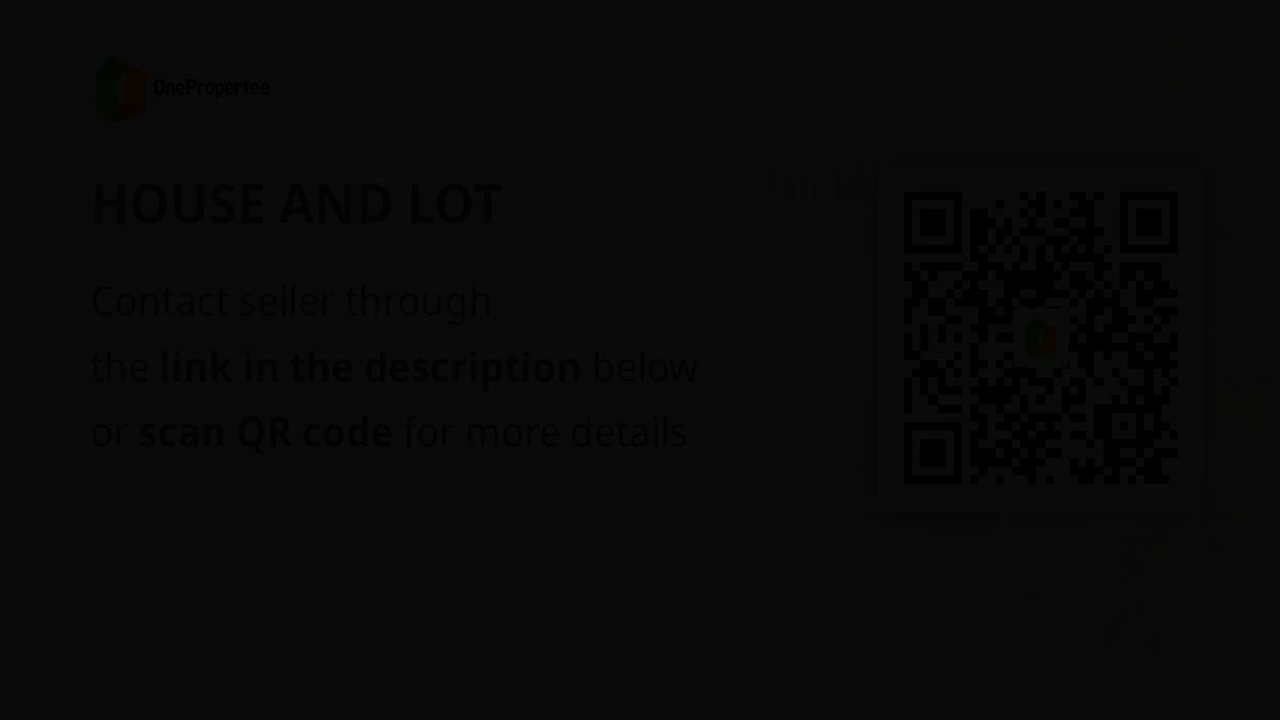 OnePropertee
HOUSE AND LOT
Contact seller through
the link in the description below
or scan QR code for more details